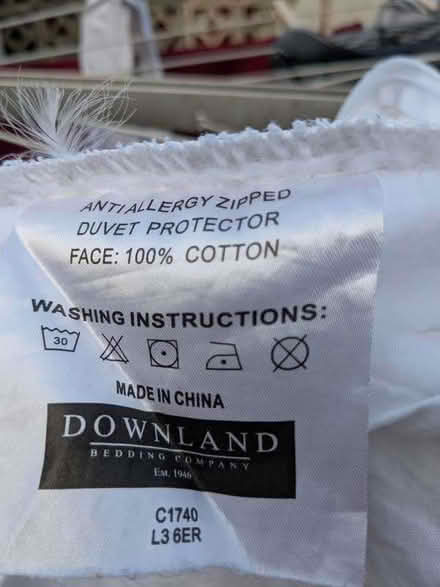 ANTI ALLERGY ZIPPED
DUVET PROTECTOR
FACE: 100% COTTON
WASHING INSTRUCTIONS:
30
MADE IN CHINA
DOWNLAND
BEDDING COMPANY
EST. 1946
C1740
L3 6ER